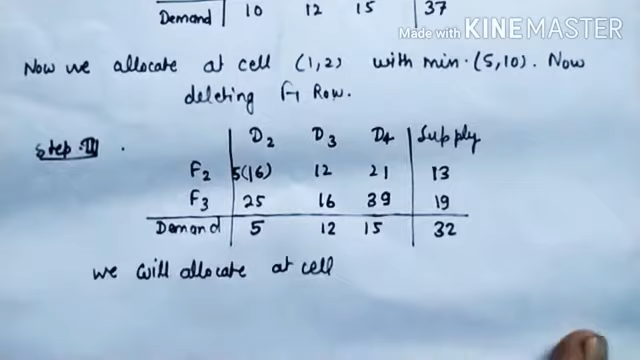 Demand 10 12 15 37
Made with KINEMASTER
Now we allocate at cell (1,2) with min. (5,10). Now
deleting F1 Row.
Step III .
D2 D3 D4 Supply
F2 5(16) 12 21 13
F3 25 16 39 19
Demand 5 12 15 32
we will allocate at cell